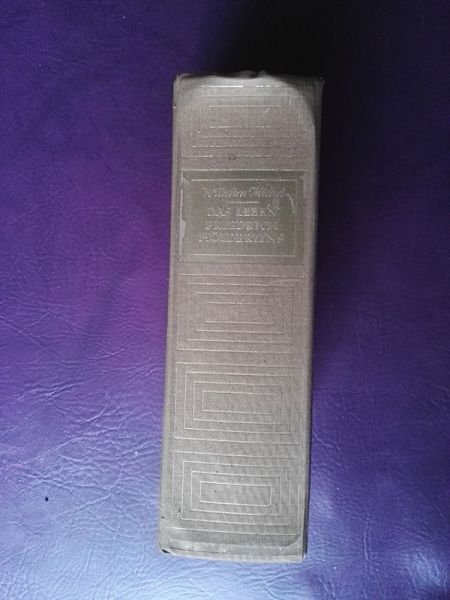 Wilhelm Michel
DAS LEBEN
FRIEDRICH
HÖLDERLINS